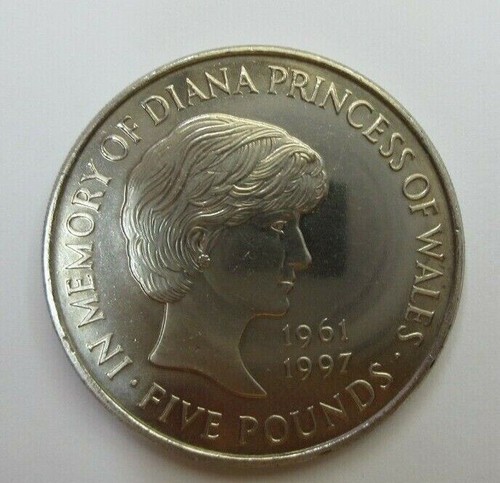 IN MEMORY OF DIANA PRINCESS OF WALES
· FIVE POUNDS ·
1961
1997